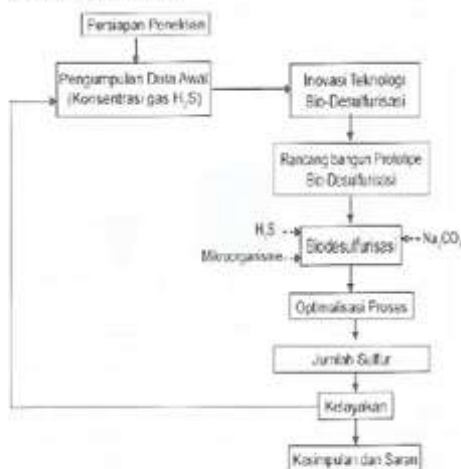 Persiapan Penelitian
Pengumpulan Data Awal
(Konsentrasi gas H₂S)
Inovasi Teknologi
Bio-Desulfurisasi
Rancang bangun Prototipe
Bio-Desulfurisasi
H₂S
Mikroorganisme
Biodesulfurisasi
Na₂CO₃
Optimalisasi Proses
Jumlah Sulfur
Kelayakan
Kesimpulan dan Saran